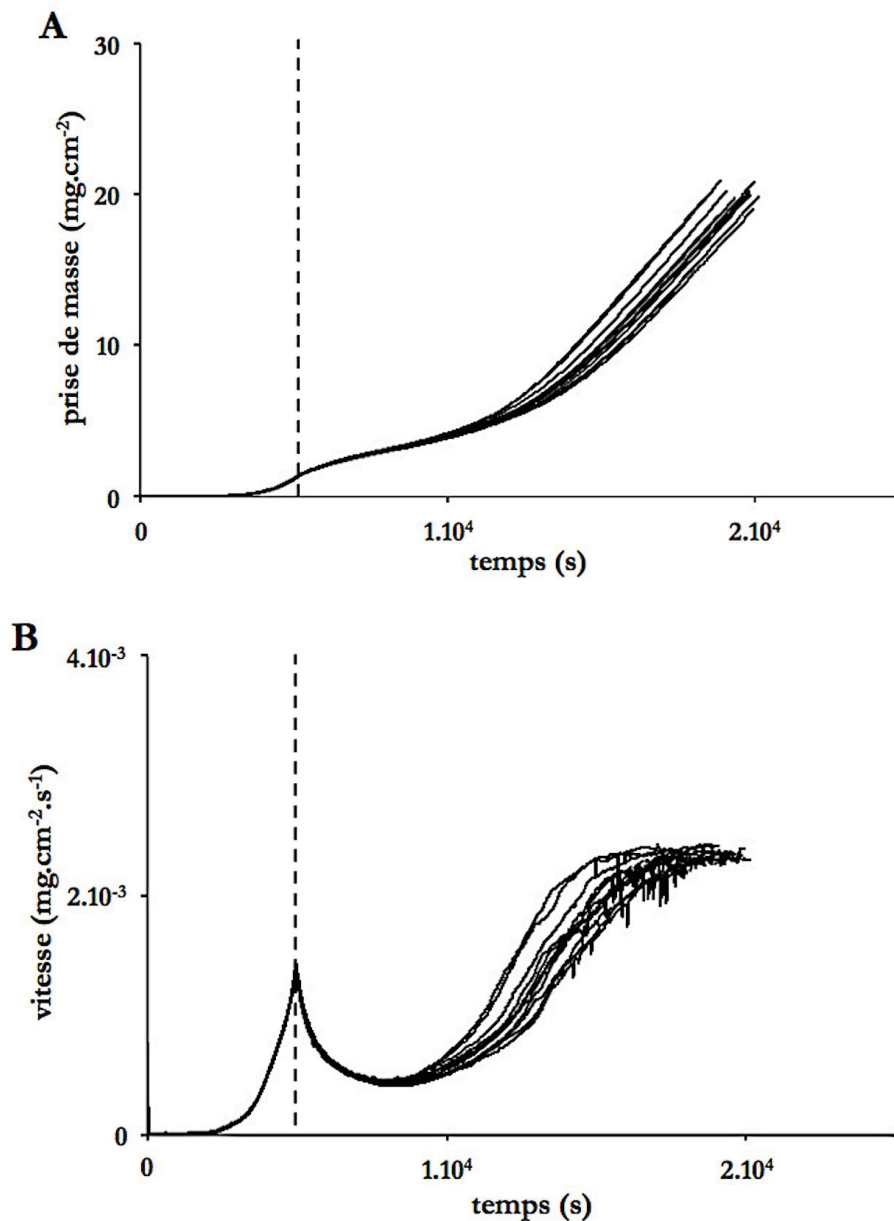 A
30
20
10
0
prise de masse (mg.cm⁻²)
0
1.10⁴
2.10⁴
temps (s)
B
4.10⁻³
2.10⁻³
0
vitesse (mg.cm⁻².s⁻¹)
0
1.10⁴
2.10⁴
temps (s)